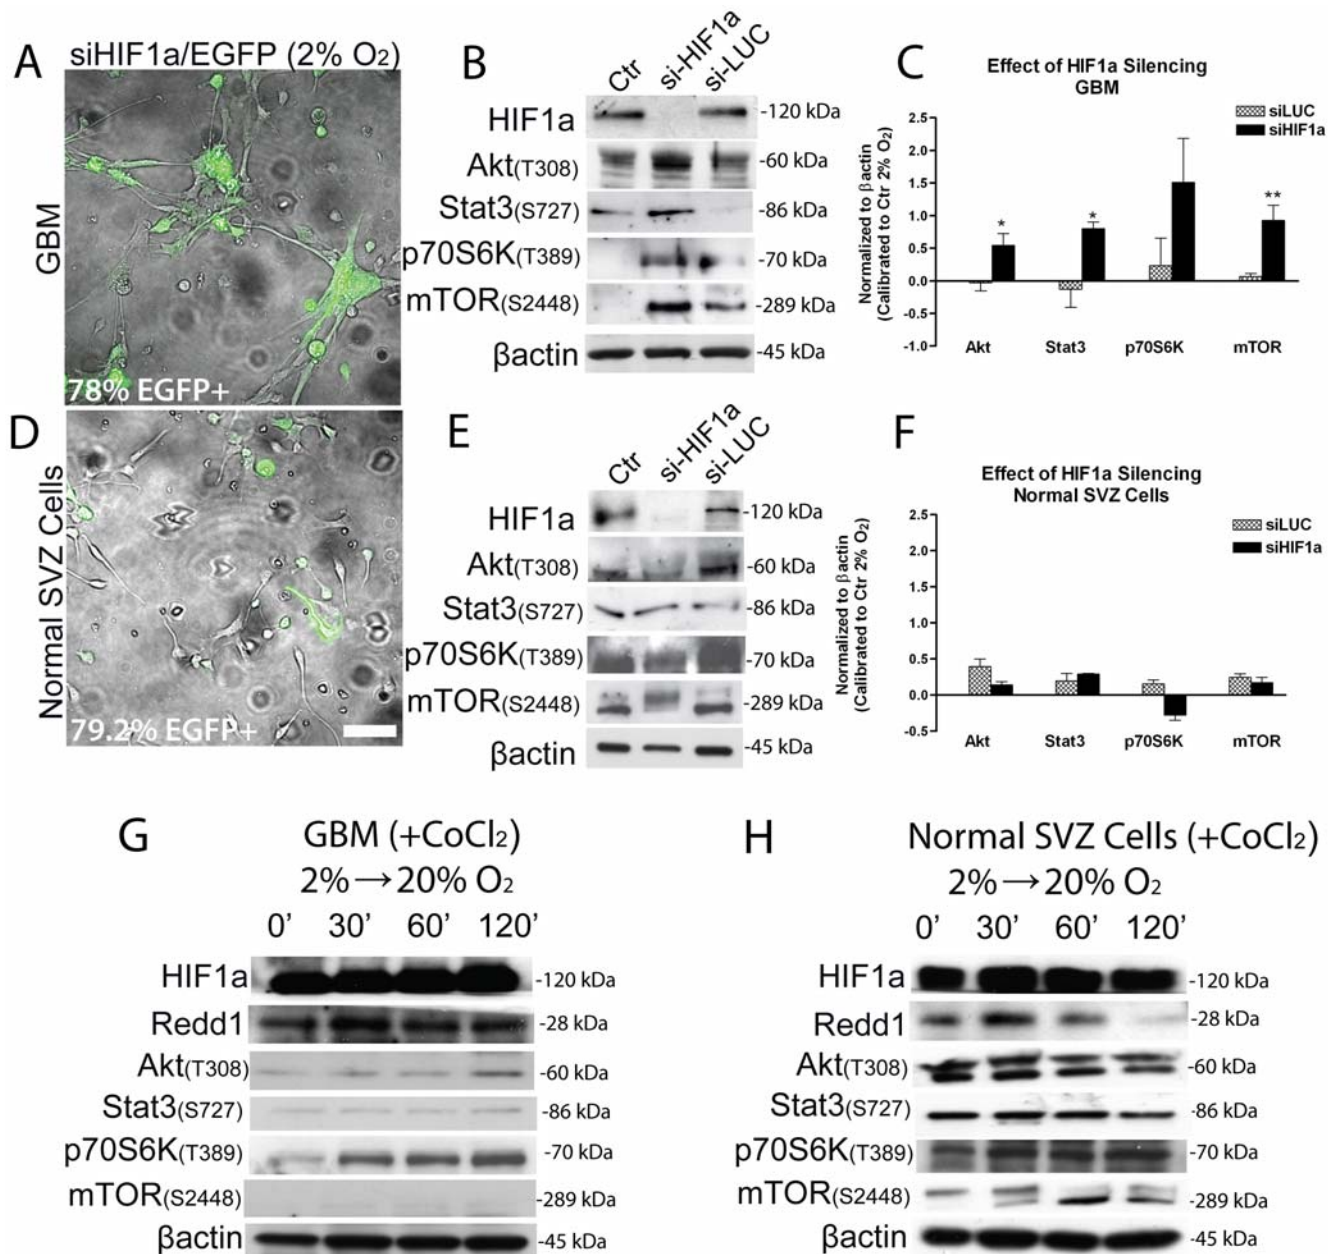 A
siHIF1a/EGFP (2% O2)
GBM
78% EGFP+
B
Ctr
si-HIF1a
si-LUC
HIF1a
-120 kDa
Akt(T308)
-60 kDa
Stat3(S727)
-86 kDa
p70S6K(T389)
-70 kDa
mTOR(S2448)
-289 kDa
βactin
-45 kDa
C
Effect of HIF1a Silencing
GBM
siLUC
siHIF1a
Normalized to βactin
(Calibrated to Ctr 2% O2)
2.5
2.0
1.5
1.0
0.5
0.0
-0.5
-1.0
*
*
**
Akt
Stat3
p70S6K
mTOR
D
Normal SVZ Cells
79.2% EGFP+
E
Ctr
si-HIF1a
si-LUC
HIF1a
-120 kDa
Akt(T308)
-60 kDa
Stat3(S727)
-86 kDa
p70S6K(T389)
-70 kDa
mTOR(S2448)
-289 kDa
βactin
-45 kDa
F
Effect of HIF1a Silencing
Normal SVZ Cells
siLUC
siHIF1a
Normalized to βactin
(Calibrated to Ctr 2% O2)
2.5
2.0
1.5
1.0
0.5
0.0
-0.5
Akt
Stat3
p70S6K
mTOR
G
GBM (+CoCl2)
2%→20% O2
0' 30' 60' 120'
HIF1a
-120 kDa
Redd1
-28 kDa
Akt(T308)
-60 kDa
Stat3(S727)
-86 kDa
p70S6K(T389)
-70 kDa
mTOR(S2448)
-289 kDa
βactin
-45 kDa
H
Normal SVZ Cells (+CoCl2)
2%→20% O2
0' 30' 60' 120'
HIF1a
-120 kDa
Redd1
-28 kDa
Akt(T308)
-60 kDa
Stat3(S727)
-86 kDa
p70S6K(T389)
-70 kDa
mTOR(S2448)
-289 kDa
βactin
-45 kDa